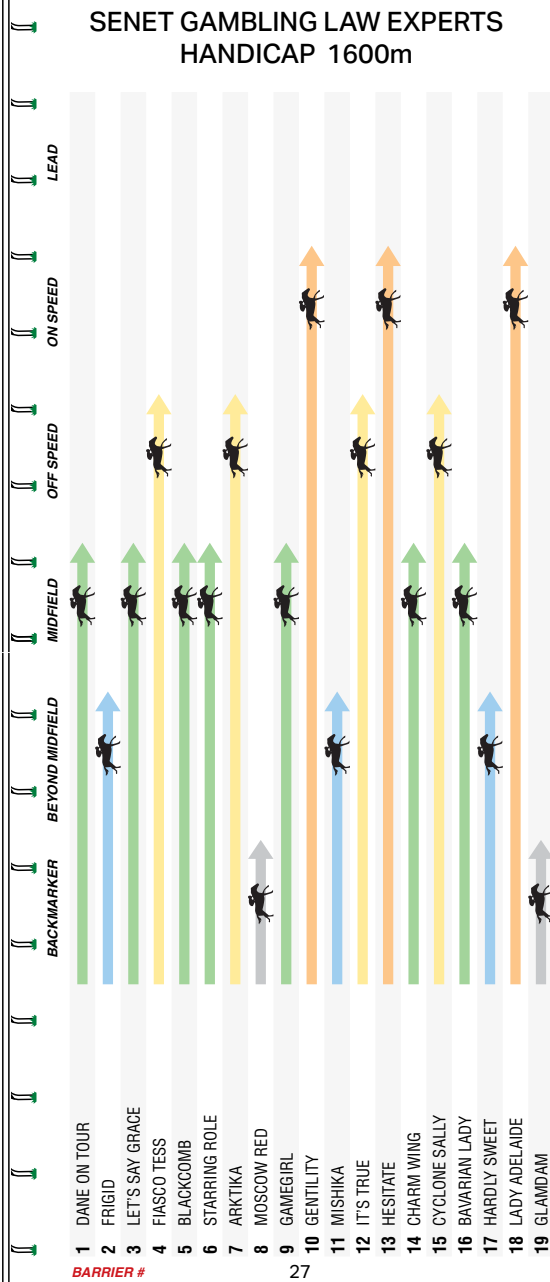 SENET GAMBLING LAW EXPERTS
HANDICAP 1600m
LEAD
ON SPEED
OFF SPEED
MIDFIELD
BEYOND MIDFIELD
BACKMARKER
1 DANE ON TOUR
2 FRIGID
3 LET'S SAY GRACE
4 FIASCO TESS
5 BLACKCOMB
6 STARRING ROLE
7 ARKTIKA
8 MOSCOW RED
9 GAMEGIRL
10 GENTILITY
11 MISHIKA
12 IT'S TRUE
13 HESITATE
14 CHARM WING
15 CYCLONE SALLY
16 BAVARIAN LADY
17 HARDLY SWEET
18 LADY ADELAIDE
19 GLAMDAM
BARRIER #
27